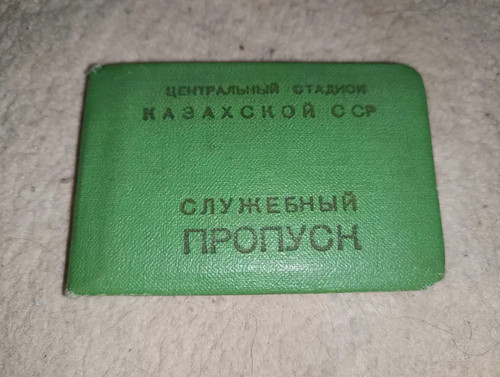 ЦЕНТРАЛЬНЫЙ СТАДИОН
КАЗАХСКОЙ ССР
СЛУЖЕБНЫЙ
ПРОПУСК